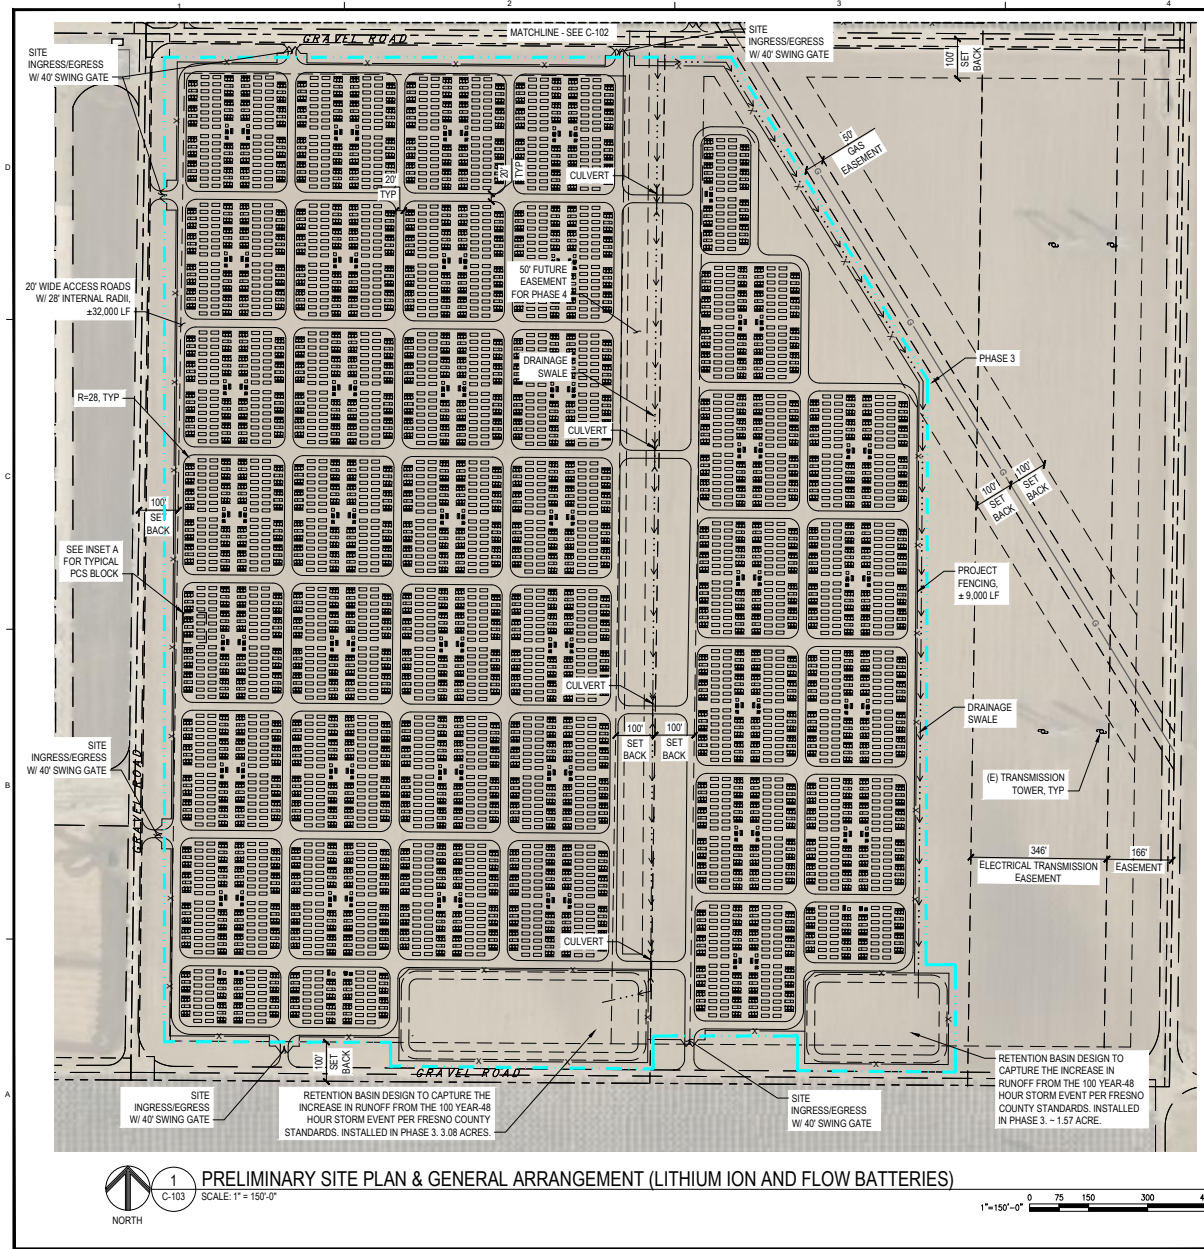 1
2
3
4
GRAVEL ROAD
MATCHLINE - SEE C-102
SITE
INGRESS/EGRESS
W/ 40' SWING GATE
SITE
INGRESS/EGRESS
W/ 40' SWING GATE
100'
SET
BACK
50'
GAS
EASEMENT
D
CULVERT
20'
TYP
20'
TYP
G
50' FUTURE
EASEMENT
FOR PHASE 4
20' WIDE ACCESS ROADS
W/ 28' INTERNAL RADII,
±32,000 LF
G
DRAINAGE
SWALE
PHASE 3
R=28, TYP
CULVERT
C
G
100'
SET
BACK
100'
SET
BACK
100'
SET
BACK
SEE INSET A
FOR TYPICAL
PCS BLOCK
PROJECT
FENCING,
± 9,000 LF
G
CULVERT
DRAINAGE
SWALE
100'
SET
BACK
100'
SET
BACK
SITE
INGRESS/EGRESS
W/ 40' SWING GATE
GRAVEL ROAD
B
(E) TRANSMISSION
TOWER, TYP
346'
ELECTRICAL TRANSMISSION
EASEMENT
166'
EASEMENT
CULVERT
100'
SET
BACK
GRAVEL ROAD
A
SITE
INGRESS/EGRESS
W/ 40' SWING GATE
RETENTION BASIN DESIGN TO CAPTURE THE
INCREASE IN RUNOFF FROM THE 100 YEAR-48
HOUR STORM EVENT PER FRESNO COUNTY
STANDARDS. INSTALLED IN PHASE 3. 3.08 ACRES.
SITE
INGRESS/EGRESS
W/ 40' SWING GATE
RETENTION BASIN DESIGN TO
CAPTURE THE INCREASE IN
RUNOFF FROM THE 100 YEAR-48
HOUR STORM EVENT PER FRESNO
COUNTY STANDARDS. INSTALLED
IN PHASE 3. ~ 1.57 ACRE.
NORTH
1
C-103
PRELIMINARY SITE PLAN & GENERAL ARRANGEMENT (LITHIUM ION AND FLOW BATTERIES)
SCALE: 1" = 150'-0"
1"=150'-0"
0 75 150 300